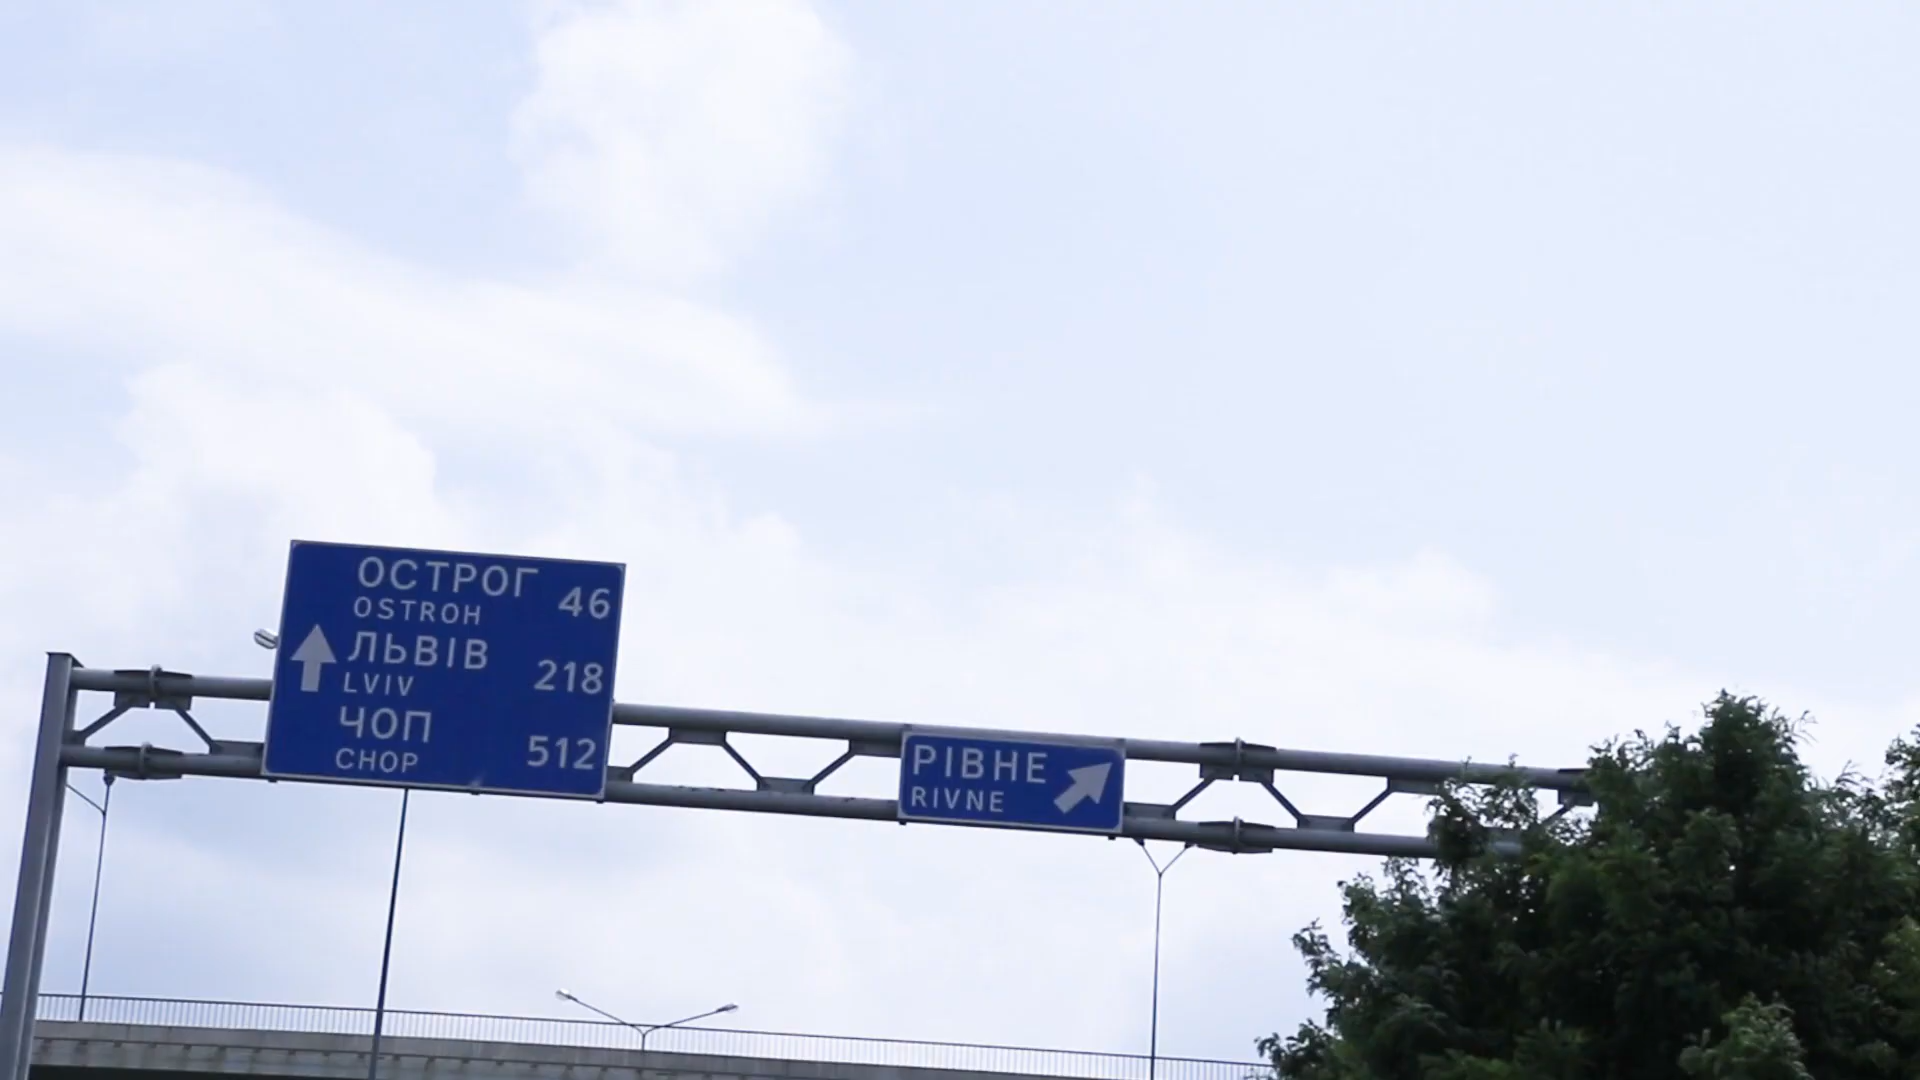 ОСТРОГ 46
OSTROH
ЛЬВІВ 218
LVIV
ЧОП 512
CHOP
РІВНЕ
RIVNE